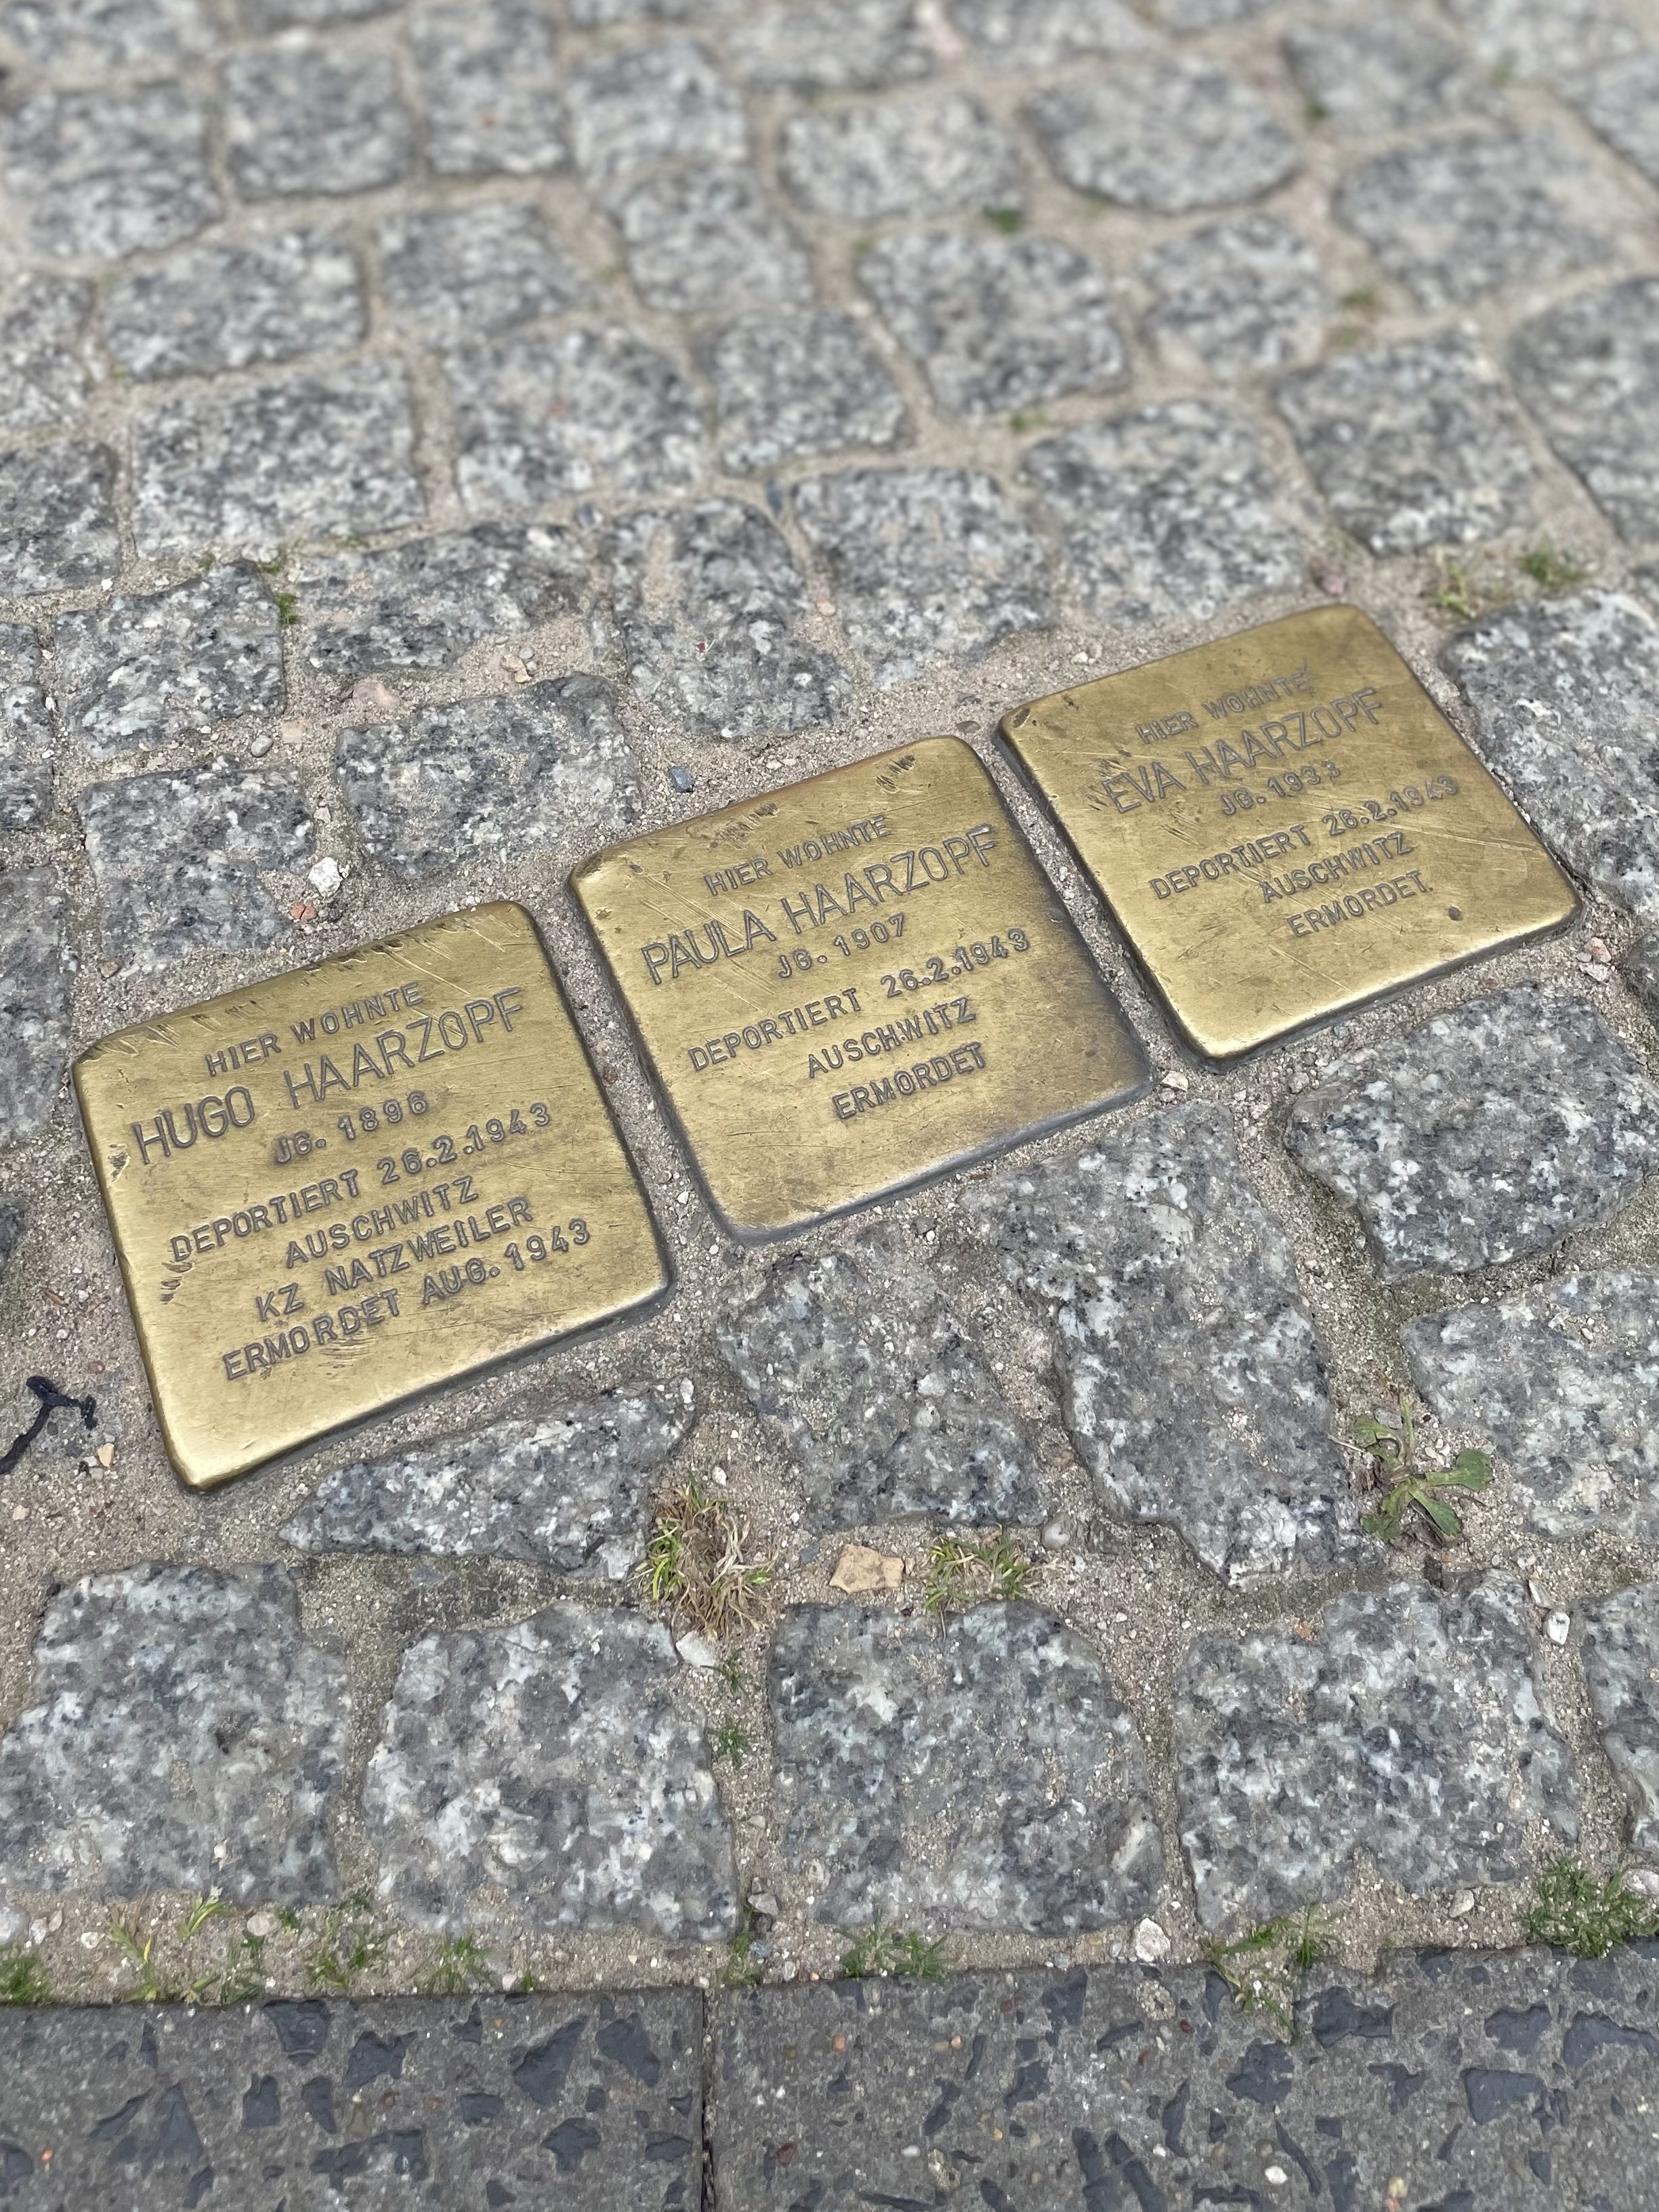 HIER WOHNTE
HUGO HAARZOPF
JG. 1896
DEPORTIERT 26.2.1943
AUSCHWITZ
KZ NATZWEILER
ERMORDET AUG. 1943
HIER WOHNTE
PAULA HAARZOPF
JG. 1907
DEPORTIERT 26.2.1943
AUSCHWITZ
ERMORDET
HIER WOHNTE
EVA HAARZOPF
JG. 1933
DEPORTIERT 26.2.1943
AUSCHWITZ
ERMORDET